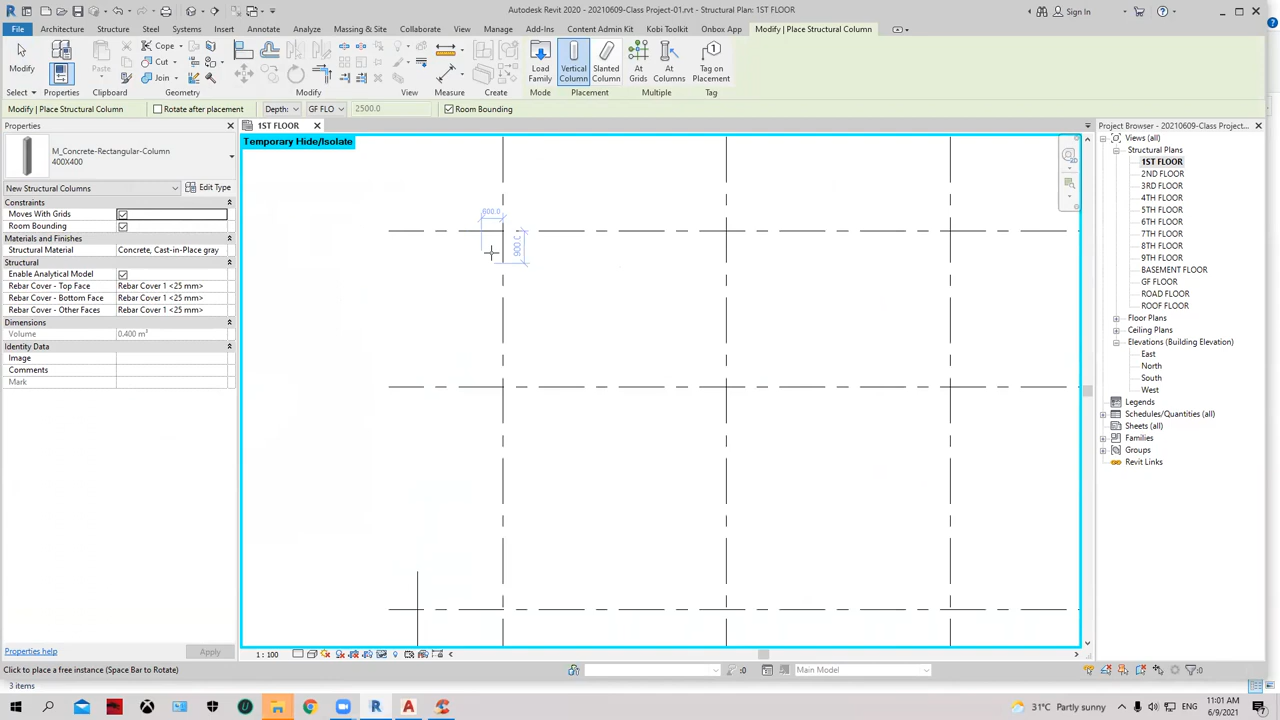 Autodesk Revit 2020 - 20210609-Class Project-01.rvt - Structural Plan: 1ST FLOOR
Sign In
File Architecture Structure Steel Systems Insert Annotate Analyze Massing & Site Collaborate View Manage Add-Ins Content Admin Kit Kobi Toolkit Onbox App Modify | Place Structural Column
Modify Properties Paste Cope Cut Join Load Family Vertical Column Slanted Column At Grids At Columns Tag on Placement
Select Properties Clipboard Geometry Modify View Measure Create Mode Placement Multiple Tag
Modify | Place Structural Column Rotate after placement Depth: GF FLO 2500.0 Room Bounding
Properties
1ST FLOOR
Project Browser - 20210609-Class Project-01.rvt
Temporary Hide/Isolate
M_Concrete-Rectangular-Column
400X400
New Structural Columns Edit Type
Constraints
Moves With Grids
Room Bounding
Materials and Finishes
Structural Material Concrete, Cast-in-Place gray
Structural
Enable Analytical Model
Rebar Cover - Top Face Rebar Cover 1 <25 mm>
Rebar Cover - Bottom Face Rebar Cover 1 <25 mm>
Rebar Cover - Other Faces Rebar Cover 1 <25 mm>
Dimensions
Volume 0.400 m³
Identity Data
Image
Comments
Mark
Properties help Apply
600.0
900.0
Views (all)
Structural Plans
1ST FLOOR
2ND FLOOR
3RD FLOOR
4TH FLOOR
5TH FLOOR
6TH FLOOR
7TH FLOOR
8TH FLOOR
9TH FLOOR
BASEMENT FLOOR
GF FLOOR
ROAD FLOOR
ROOF FLOOR
Floor Plans
Ceiling Plans
Elevations (Building Elevation)
East
North
South
West
Legends
Schedules/Quantities (all)
Sheets (all)
Families
Groups
Revit Links
1 : 100
Click to place a free instance (Space Bar to Rotate)
:0
Main Model
:0
3 items
31°C Partly sunny
ENG
11:01 AM
6/9/2021